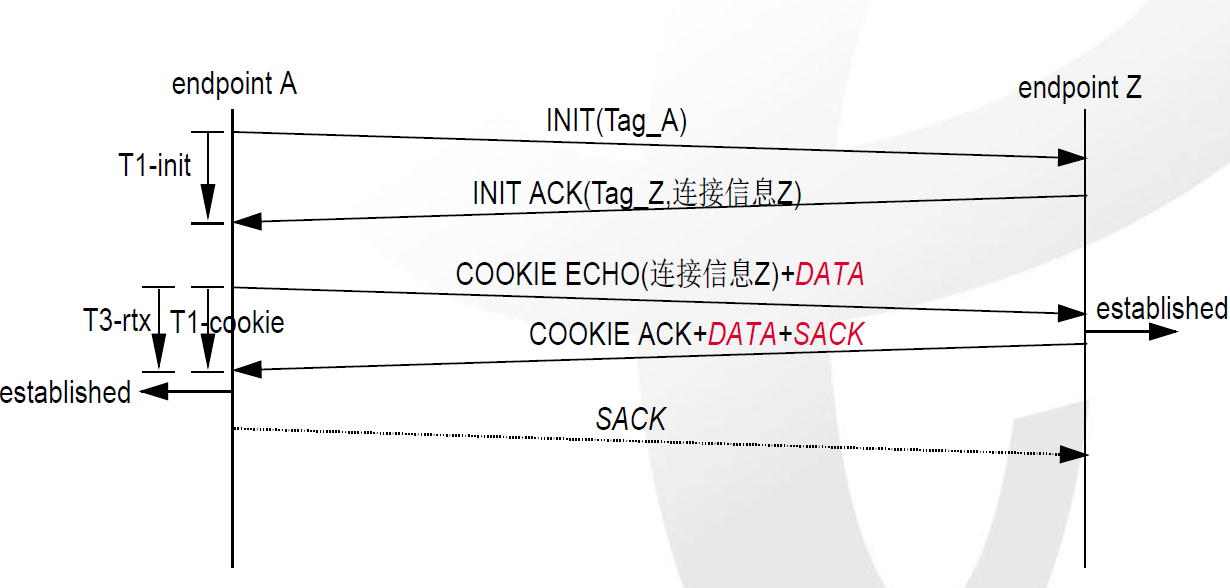 endpoint A
endpoint Z
INIT(Tag_A)
T1-init
INIT ACK(Tag_Z,连接信息Z)
COOKIE ECHO(连接信息Z)+DATA
established
T3-rtx
T1-cookie
COOKIE ACK+DATA+SACK
established
SACK